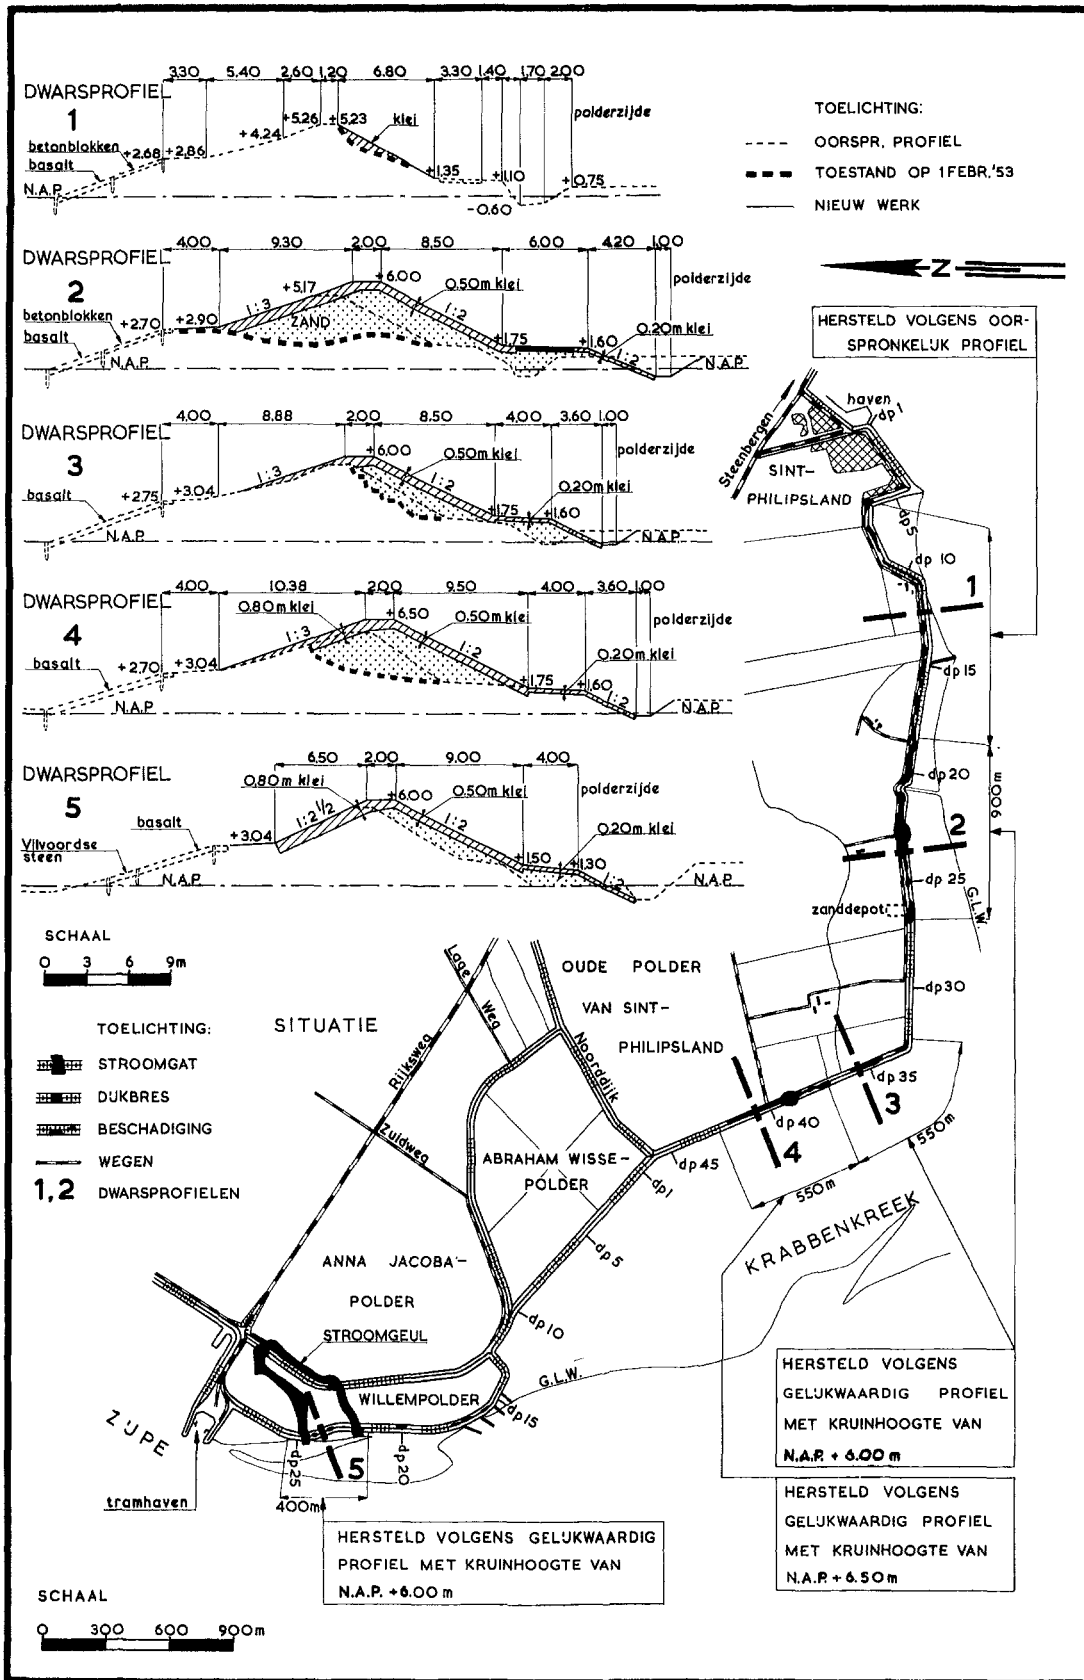 3.30 5.40 2.60 1.20 6.80 3.30 1.40 1.70 2.00
DWARSPROFIEL
1
betonblokken
basalt
N.A.P.
+2.68 +2.86 +4.24 +5.26 +5.23 klei +1.35 +1.10 -0.60 +0.75
polderzijde
TOELICHTING:
OORSPR. PROFIEL
TOESTAND OP 1 FEBR. '53
NIEUW WERK
Z
DWARSPROFIEL
2
4.00 9.30 2.00 8.50 6.00 4.20 1.00
betonblokken
basalt
N.A.P.
+2.70 +2.90 1:3 +5.17 +6.00 0.50m klei 1:2 ZAND +1.75 +1.60 0.20m klei 1:2
polderzijde
N.A.P.
DWARSPROFIEL
3
4.00 8.88 2.00 8.50 4.00 3.60 1.00
basalt
N.A.P.
+2.75 +3.04 1:3 +6.00 0.50m klei 1:2 +1.75 0.20m klei +1.60
polderzijde
N.A.P.
DWARSPROFIEL
4
4.00 10.38 2.00 9.50 4.00 3.60 1.00
basalt
N.A.P.
+2.70 +3.04 0.80m klei 1:3 +6.50 0.50m klei 1:2 +1.75 0.20m klei +1.60 1:2
polderzijde
N.A.P.
DWARSPROFIEL
5
6.50 2.00 9.00 4.00
Vilvoordse
steen
basalt
N.A.P.
+3.04 0.80m klei 1:2 1/2 +6.00 0.50m klei 1:2 +1.50 0.20m klei +1.30 1:2
polderzijde
N.A.P.
SCHAAL
0 3 6 9m
TOELICHTING:
STROOMGAT
DIJKBRES
BESCHADIGING
WEGEN
1,2 DWARSPROFIELEN
SITUATIE
HERSTELD VOLGENS OOR-
SPRONKELIJK PROFIEL
Steenbergen
haven
dp 1
SINT-
PHILIPSLAND
dp 5
dp 10
1
dp 15
dp 20
600m
2
dp 25
G.L.W.
zanddepot
dp 30
OUDE POLDER
VAN SINT-
PHILIPSLAND
Lage
Weg
Rijksweg
Noorddijk
Zuidweg
dp 35
3
550m
dp 40
4
550m
dp 45
KRABBENKREEK
ABRAHAM WISSE-
POLDER
dp 1
dp 5
dp 10
ANNA JACOBA-
POLDER
STROOMGEUL
WILLEMPOLDER
G.L.W.
dp 15
dp 20
dp 25
5
400m
ZIJPE
tramhaven
HERSTELD VOLGENS
GELIJKWAARDIG PROFIEL
MET KRUINHOOGTE VAN
N.A.P. + 6.00 m
HERSTELD VOLGENS
GELIJKWAARDIG PROFIEL
MET KRUINHOOGTE VAN
N.A.P. + 6.50 m
HERSTELD VOLGENS GELIJKWAARDIG
PROFIEL MET KRUINHOOGTE VAN
N.A.P. +6.00 m
SCHAAL
0 300 600 900m